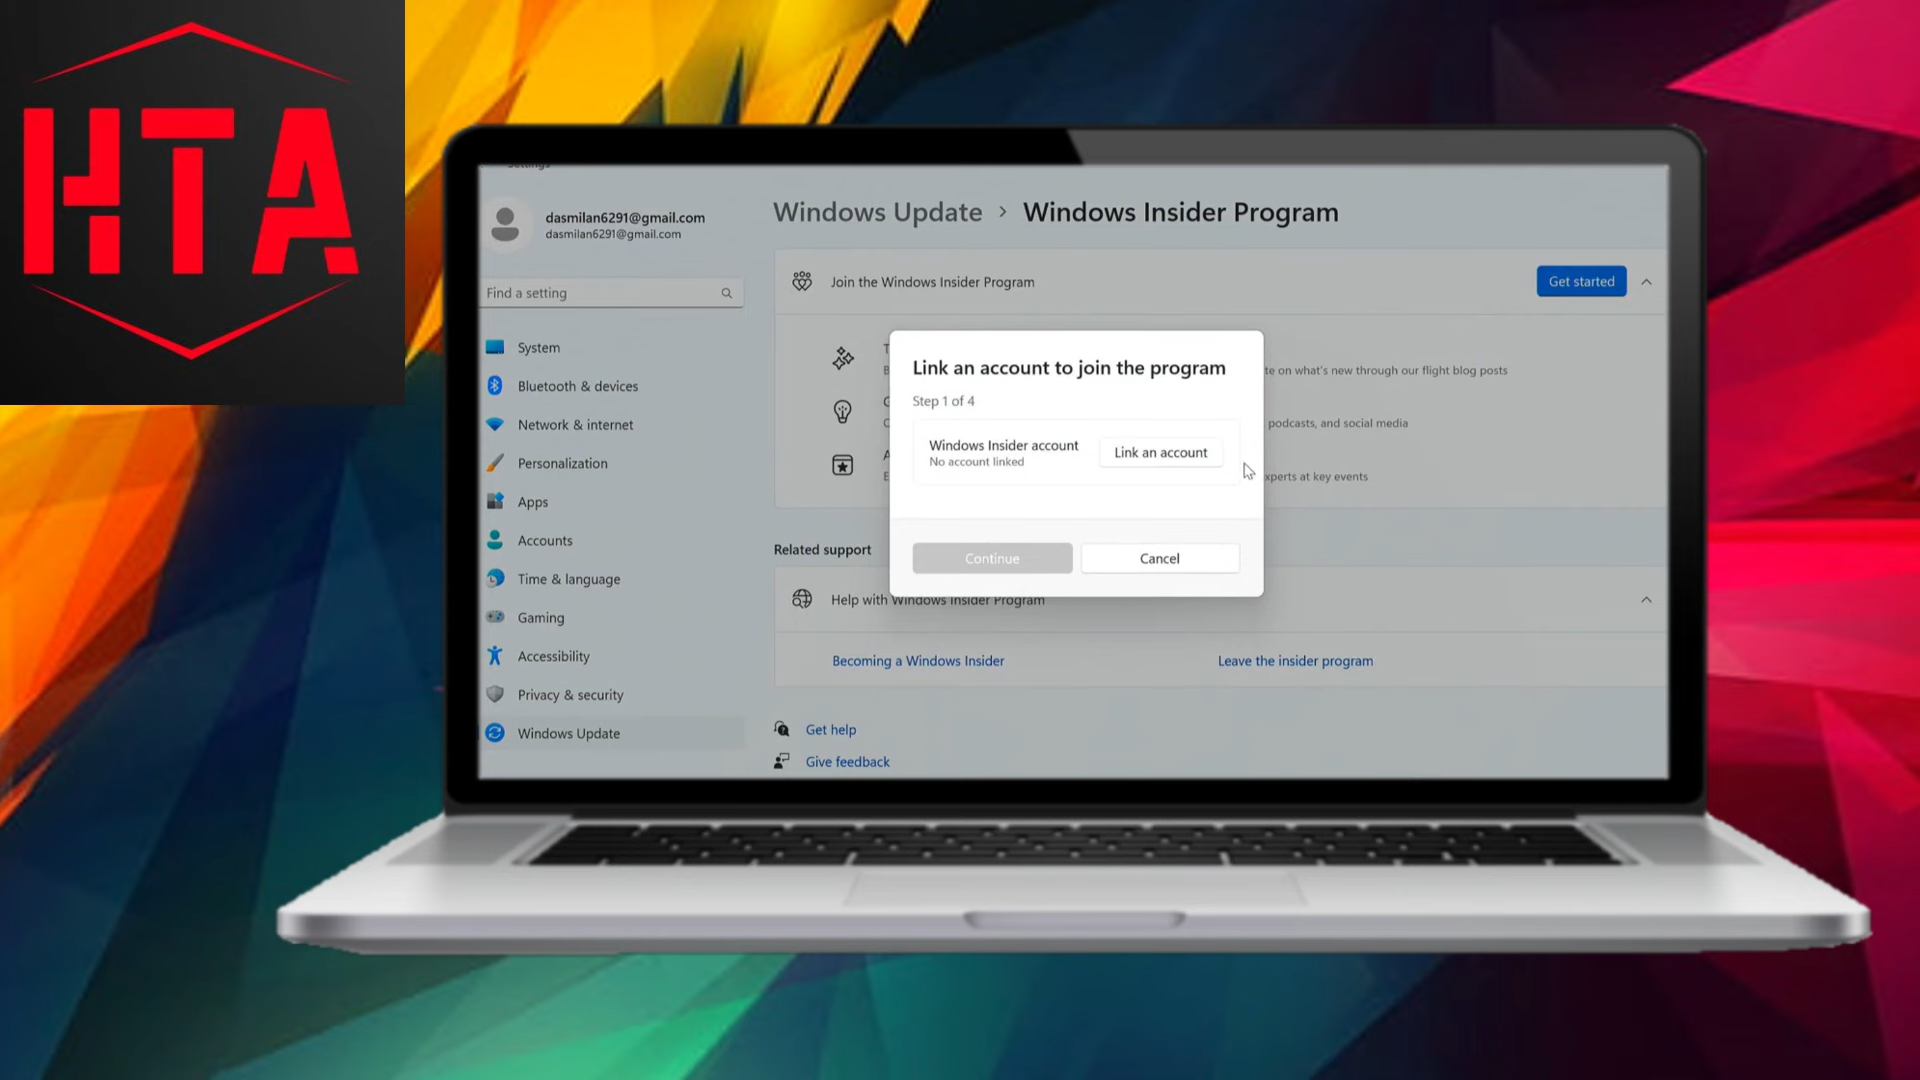 HTA
Settings
dasmilan6291@gmail.com
dasmilan6291@gmail.com
Find a setting
System
Bluetooth & devices
Network & internet
Personalization
Apps
Accounts
Time & language
Gaming
Accessibility
Privacy & security
Windows Update
Windows Update > Windows Insider Program
Join the Windows Insider Program
Get started
te on what's new through our flight blog posts
podcasts, and social media
xperts at key events
Link an account to join the program
Step 1 of 4
Windows Insider account
No account linked
Link an account
Continue
Cancel
Related support
Help with Windows Insider Program
Becoming a Windows Insider
Leave the insider program
Get help
Give feedback